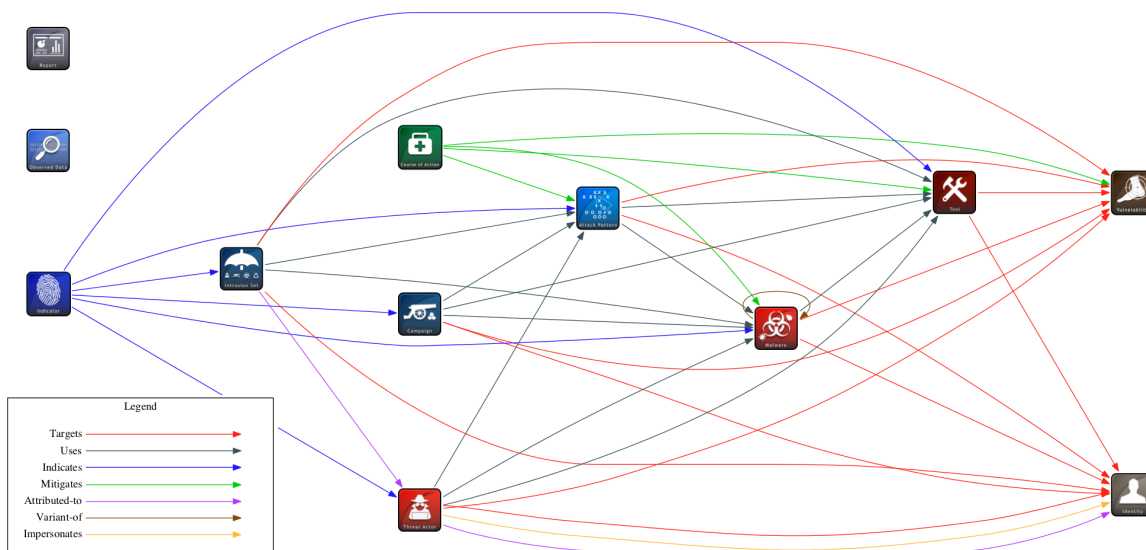 Report
Observed Data
Course of Action
Attack Pattern
Tool
Vulnerabilit
Intrusion Set
Indicator
Campaign
Malware
Threat Actor
Identity
Legend
Targets
Uses
Indicates
Mitigates
Attributed-to
Variant-of
Impersonates